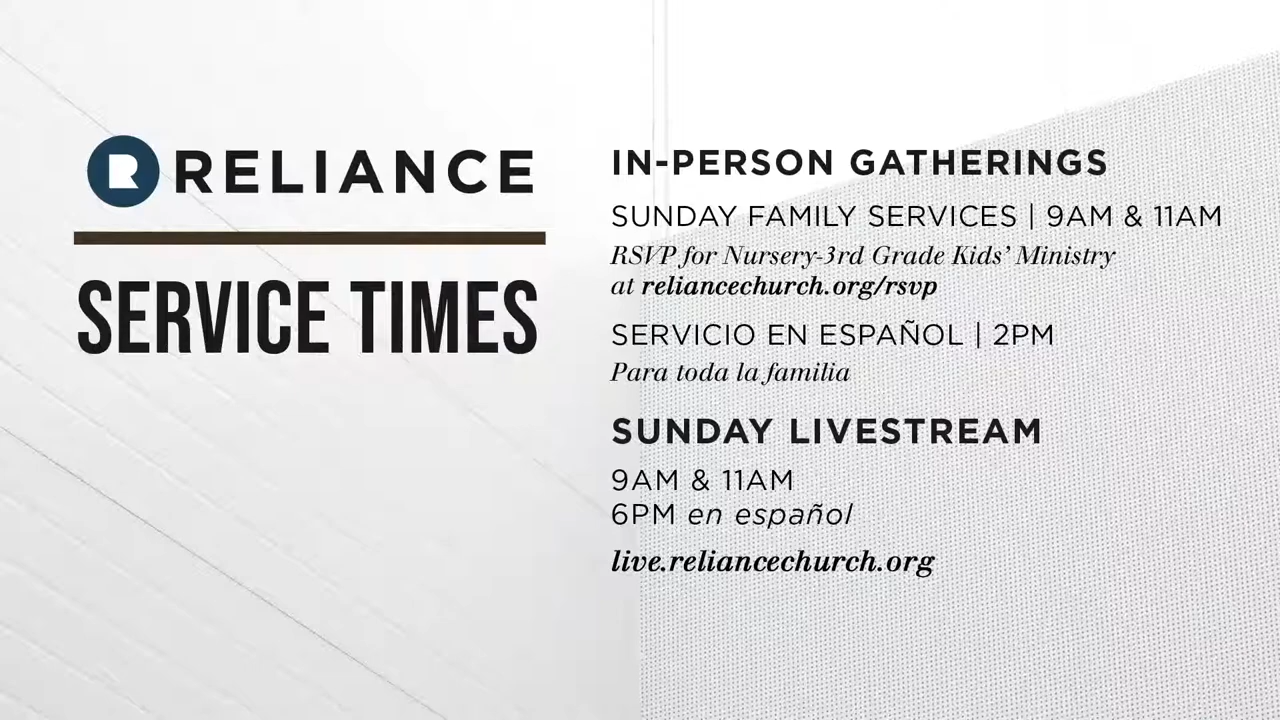 RELIANCE
SERVICE TIMES
IN-PERSON GATHERINGS
SUNDAY FAMILY SERVICES | 9AM & 11AM
RSVP for Nursery-3rd Grade Kids’ Ministry
at reliancechurch.org/rsvp
SERVICIO EN ESPAÑOL | 2PM
Para toda la familia
SUNDAY LIVESTREAM
9AM & 11AM
6PM en español
live.reliancechurch.org